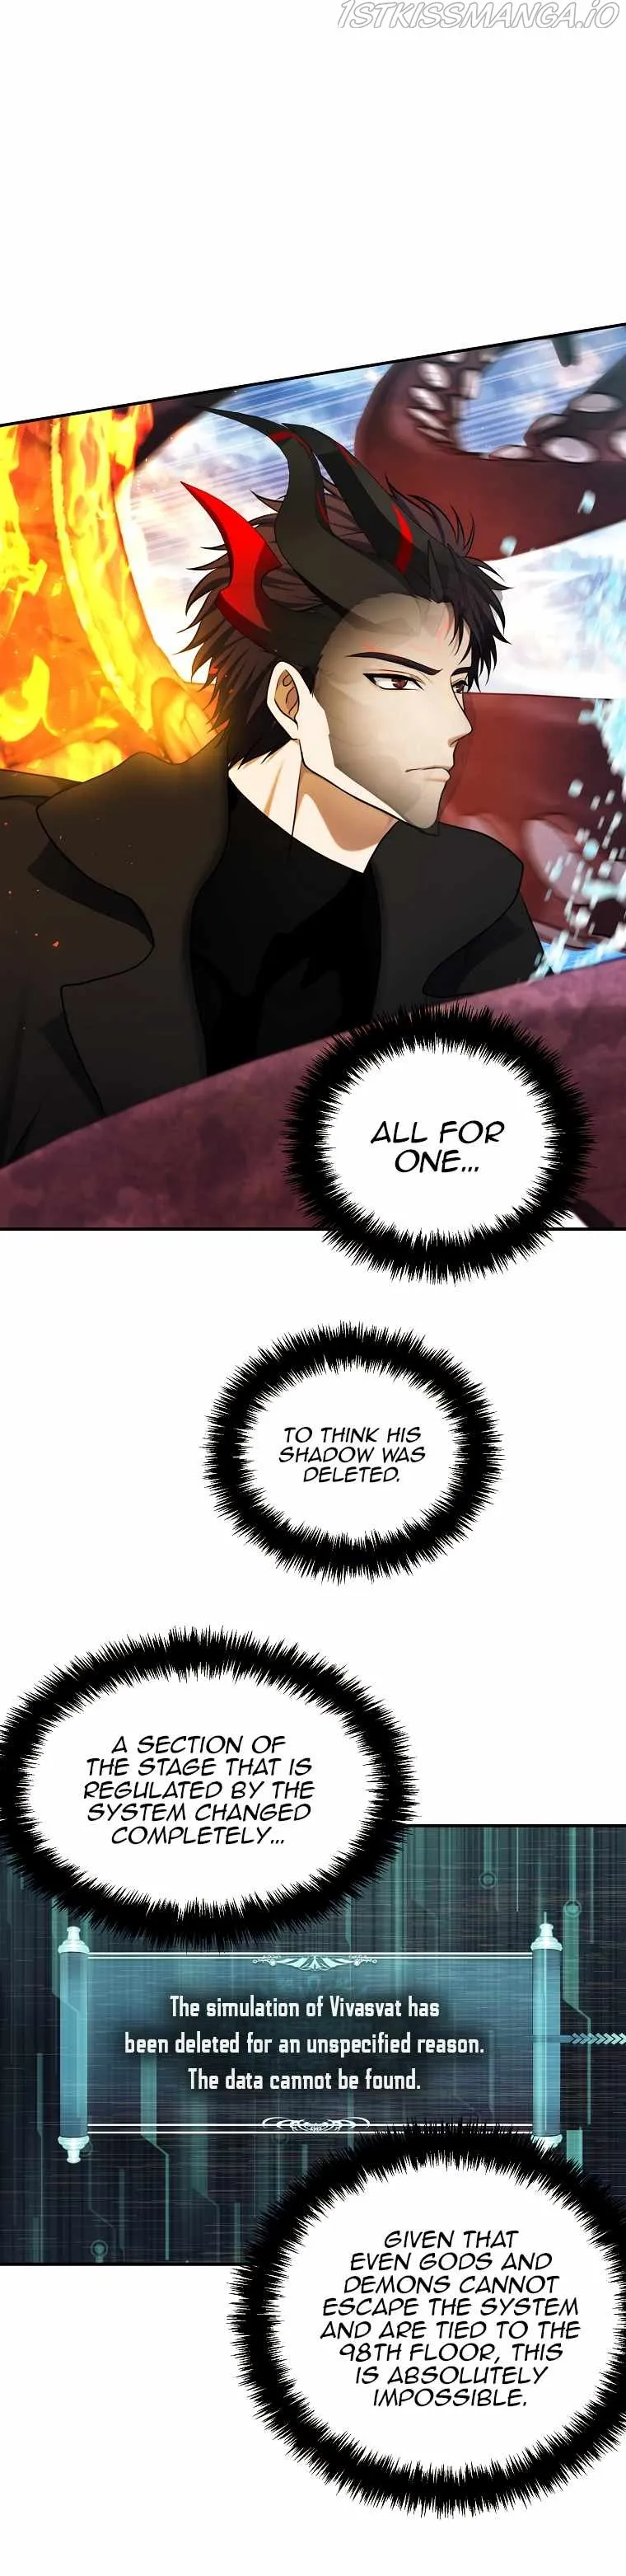 1STKISSMANGA.IO
ALL FOR
ONE...
TO THINK HIS
SHADOW WAS
DELETED.
A SECTION OF
THE STAGE THAT IS
REGULATED BY THE
SYSTEM CHANGED
COMPLETELY...
The simulation of Vivasvat has
been deleted for an unspecified reason.
The data cannot be found.
GIVEN THAT
EVEN GODS AND
DEMONS CANNOT
ESCAPE THE SYSTEM
AND ARE TIED TO THE
98TH FLOOR, THIS
IS ABSOLUTELY
IMPOSSIBLE.